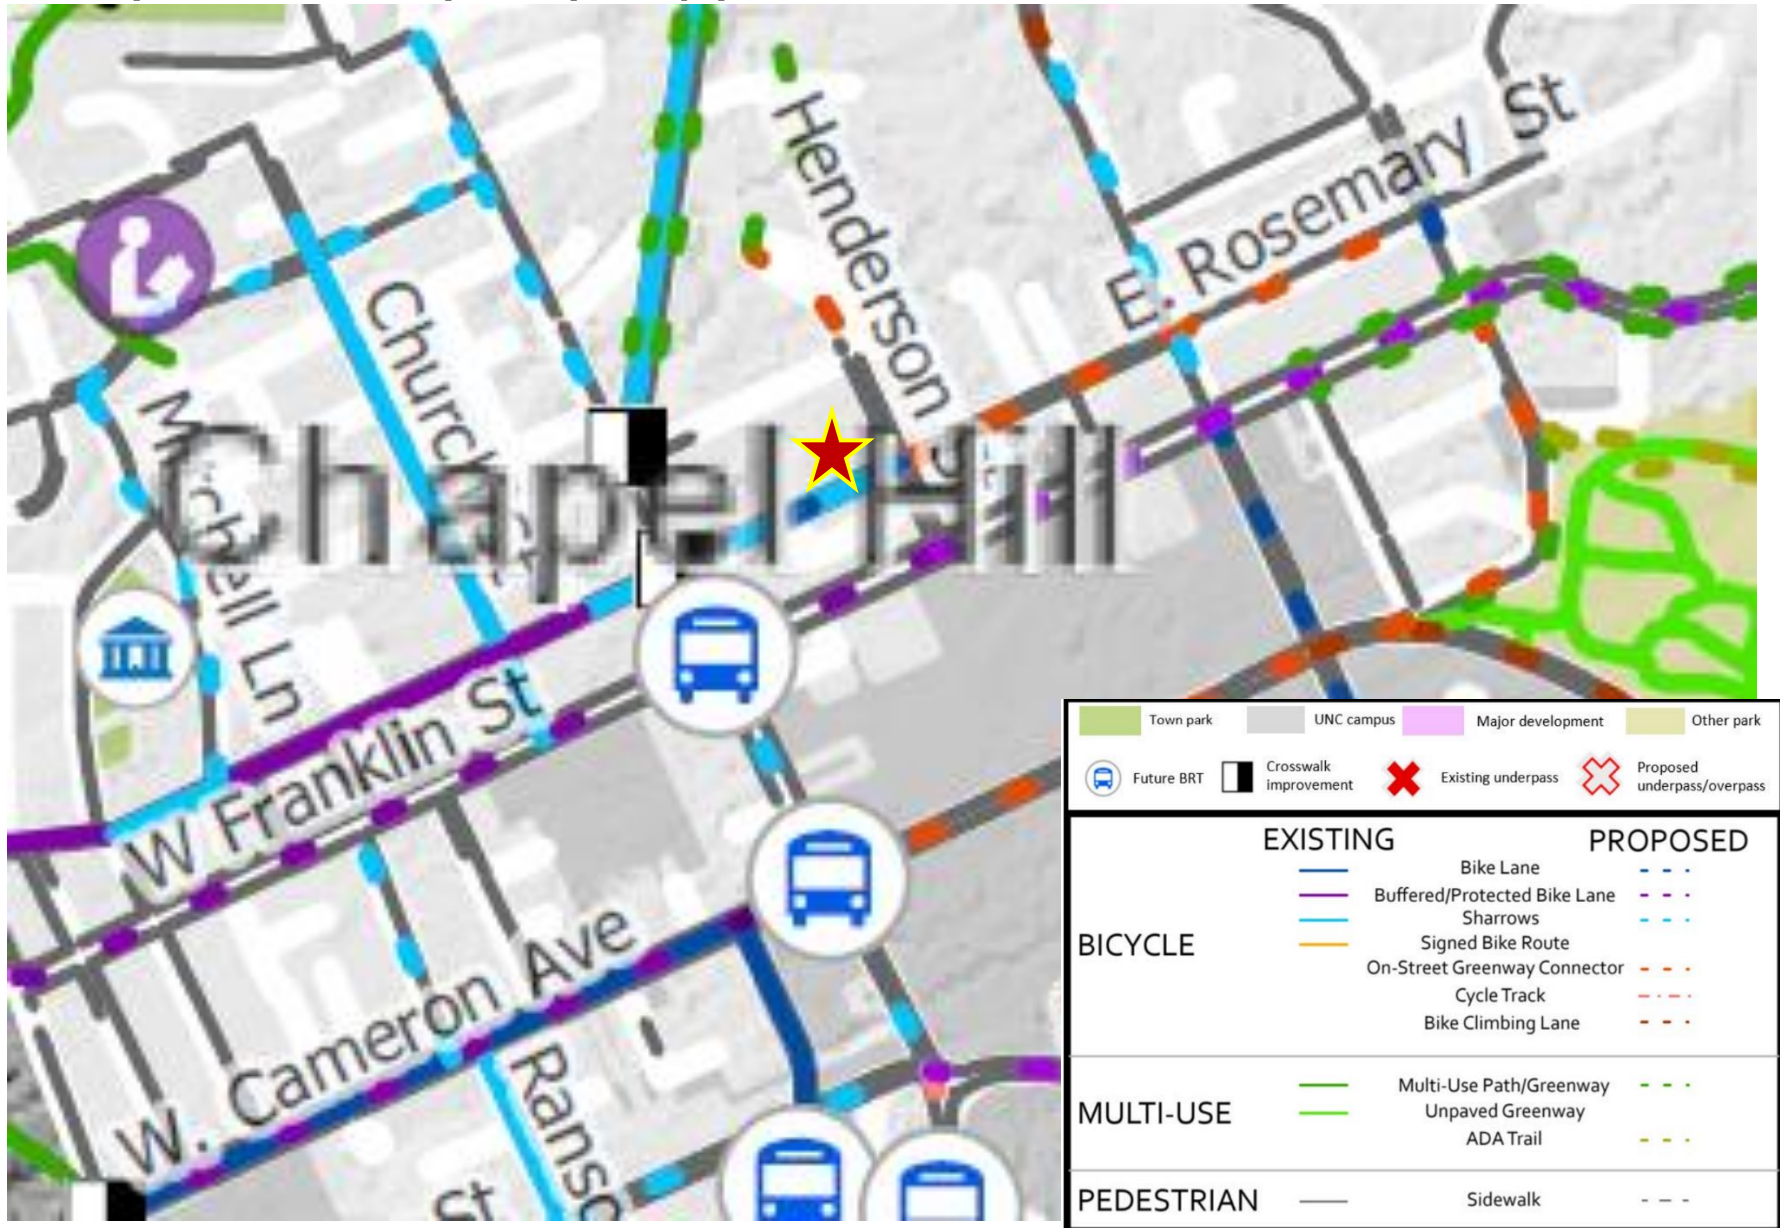 Henderson
E. Rosemary St
Church
Chapel Hill
W Franklin St
W. Cameron Ave
St
Town park
UNC campus
Major development
Other park
Future BRT
Crosswalk
improvement
Existing underpass
Proposed
underpass/overpass
EXISTING
PROPOSED
BICYCLE
Bike Lane
Buffered/Protected Bike Lane
Sharrows
Signed Bike Route
On-Street Greenway Connector
Cycle Track
Bike Climbing Lane
MULTI-USE
Multi-Use Path/Greenway
Unpaved Greenway
ADA Trail
PEDESTRIAN
Sidewalk